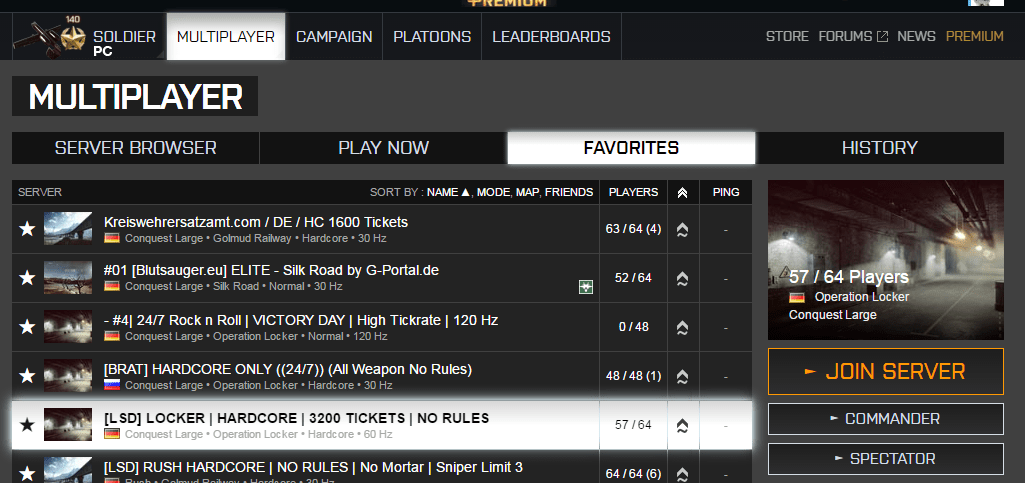 PREMIUM
140
SOLDIER
PC
MULTIPLAYER
CAMPAIGN
PLATOONS
LEADERBOARDS
STORE
FORUMS
NEWS
PREMIUM
MULTIPLAYER
SERVER BROWSER
PLAY NOW
FAVORITES
HISTORY
SERVER
SORT BY : NAME ▲, MODE, MAP, FRIENDS
PLAYERS
PING
Kreiswehrersatzamt.com / DE / HC 1600 Tickets
63 / 64 (4)
-
Conquest Large • Golmud Railway • Hardcore • 30 Hz
#01 [Blutsauger.eu] ELITE - Silk Road by G-Portal.de
52 / 64
-
Conquest Large • Silk Road • Normal • 30 Hz
- #4| 24/7 Rock n Roll | VICTORY DAY | High Tickrate | 120 Hz
0 / 48
-
Conquest Large • Operation Locker • Normal • 120 Hz
[BRAT] HARDCORE ONLY ((24/7)) (All Weapon No Rules)
48 / 48 (1)
-
Conquest Large • Operation Locker • Hardcore • 30 Hz
[LSD] LOCKER | HARDCORE | 3200 TICKETS | NO RULES
57 / 64
-
Conquest Large • Operation Locker • Hardcore • 60 Hz
[LSD] RUSH HARDCORE | NO RULES | No Mortar | Sniper Limit 3
64 / 64 (6)
-
Rush • Golmud Railway • Hardcore • 30 Hz
57 / 64 Players
Operation Locker
Conquest Large
JOIN SERVER
COMMANDER
SPECTATOR